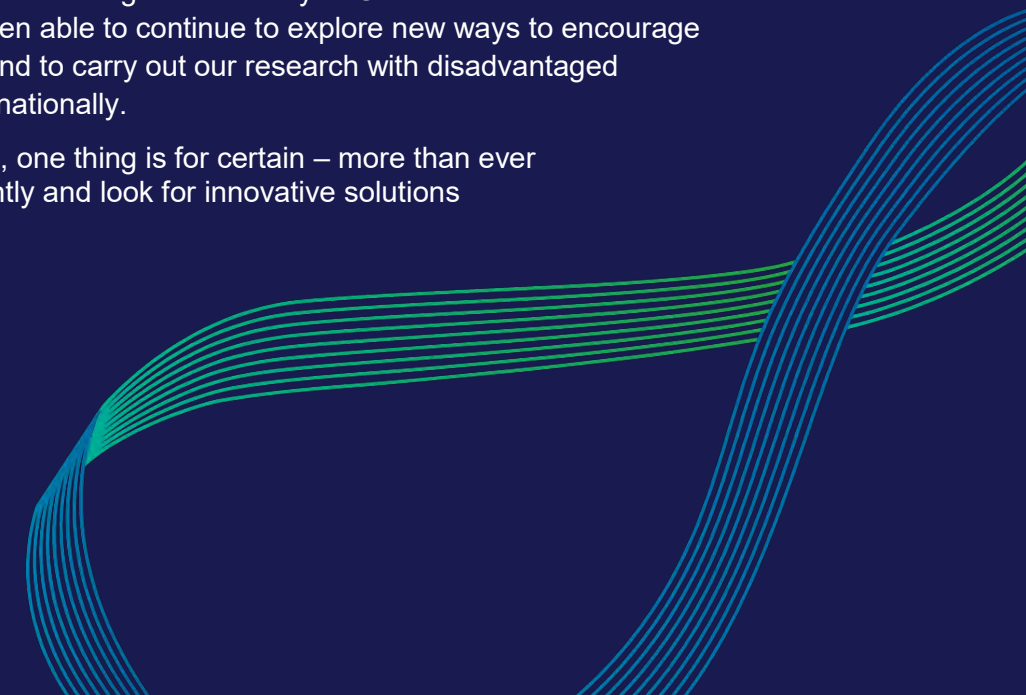 en able to continue to explore new ways to encourage
nd to carry out our research with disadvantaged
nationally.
, one thing is for certain – more than ever
ntly and look for innovative solutions